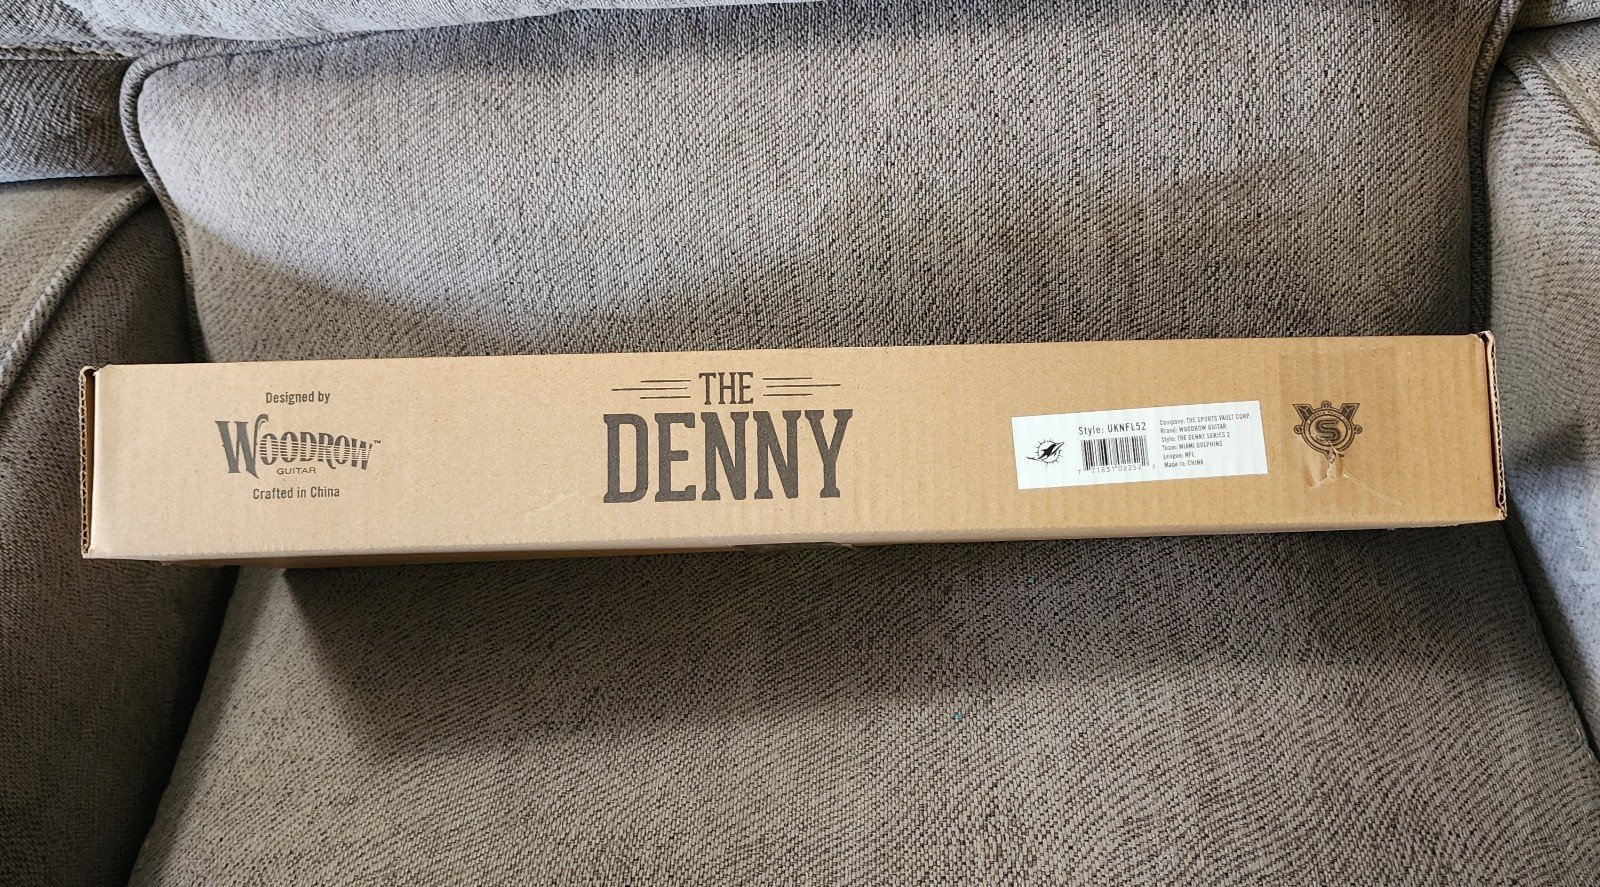 Designed by
WOODROW™
GUITAR
Crafted in China
THE
DENNY
Style: UKNFL52
Company: THE SPORTS VAULT CORP.
Brand: WOODROW GUITAR
Style: THE DENNY SERIES 2
Team: MIAMI DOLPHINS
League: NFL
Made in: CHINA
S